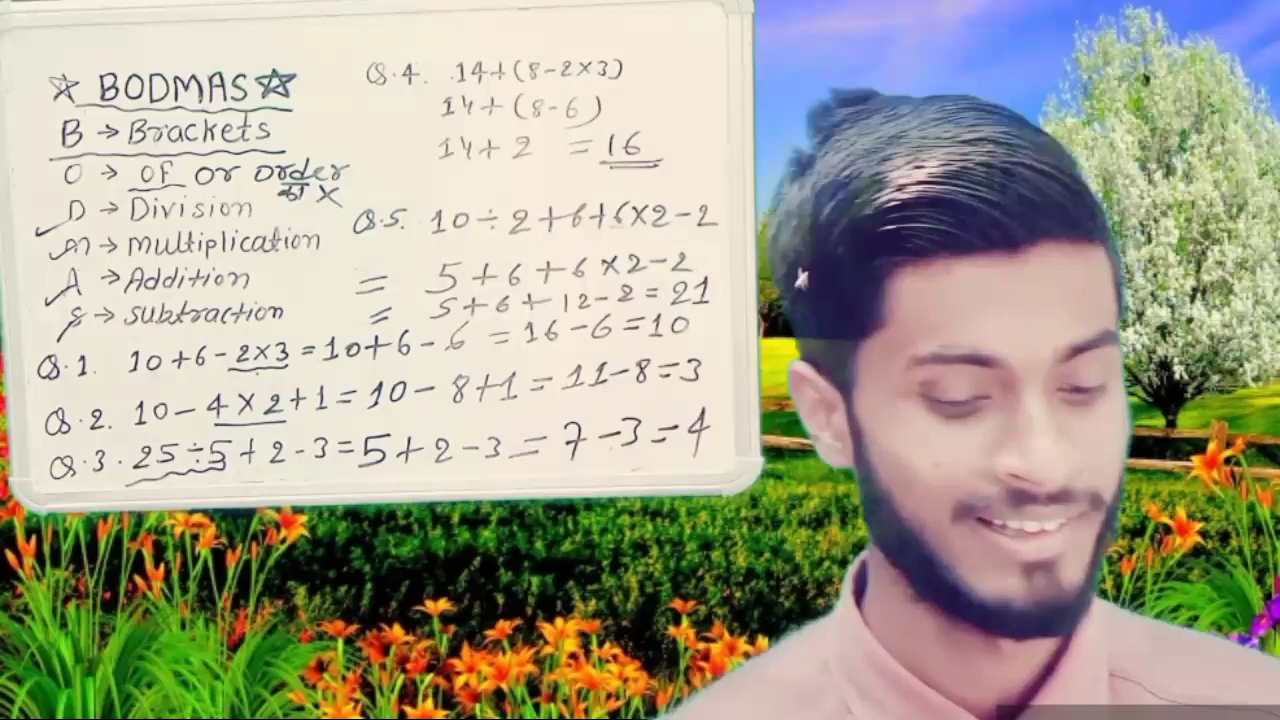 ☆ BODMAS ☆
B → Brackets
O → of or order
का X
D → Division
M → multiplication
A → Addition
S → subtraction
Q.1. 10+6-2×3=10+6-6=16-6=10
Q.2. 10-4×2+1=10-8+1=11-8=3
Q.3. 25÷5+2-3=5+2-3=7-3=4
Q.4. 14+(8-2×3)
14+(8-6)
14+2 =16
Q.5. 10÷2+6+6×2-2
= 5+6+6×2-2
= 5+6+12-2=21